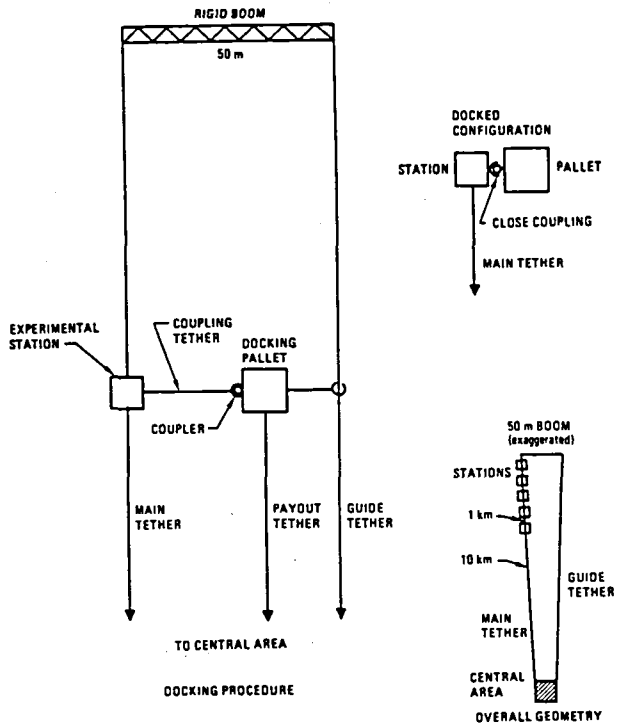 RIGID BOOM
50 m
EXPERIMENTAL
STATION
COUPLING
TETHER
DOCKING
PALLET
COUPLER
MAIN
TETHER
PAYOUT
TETHER
GUIDE
TETHER
TO CENTRAL AREA
DOCKING PROCEDURE
DOCKED
CONFIGURATION
STATION
PALLET
CLOSE COUPLING
MAIN TETHER
50 m BOOM
(exaggerated)
STATIONS
1 km
10 km
GUIDE
TETHER
MAIN
TETHER
CENTRAL
AREA
OVERALL GEOMETRY